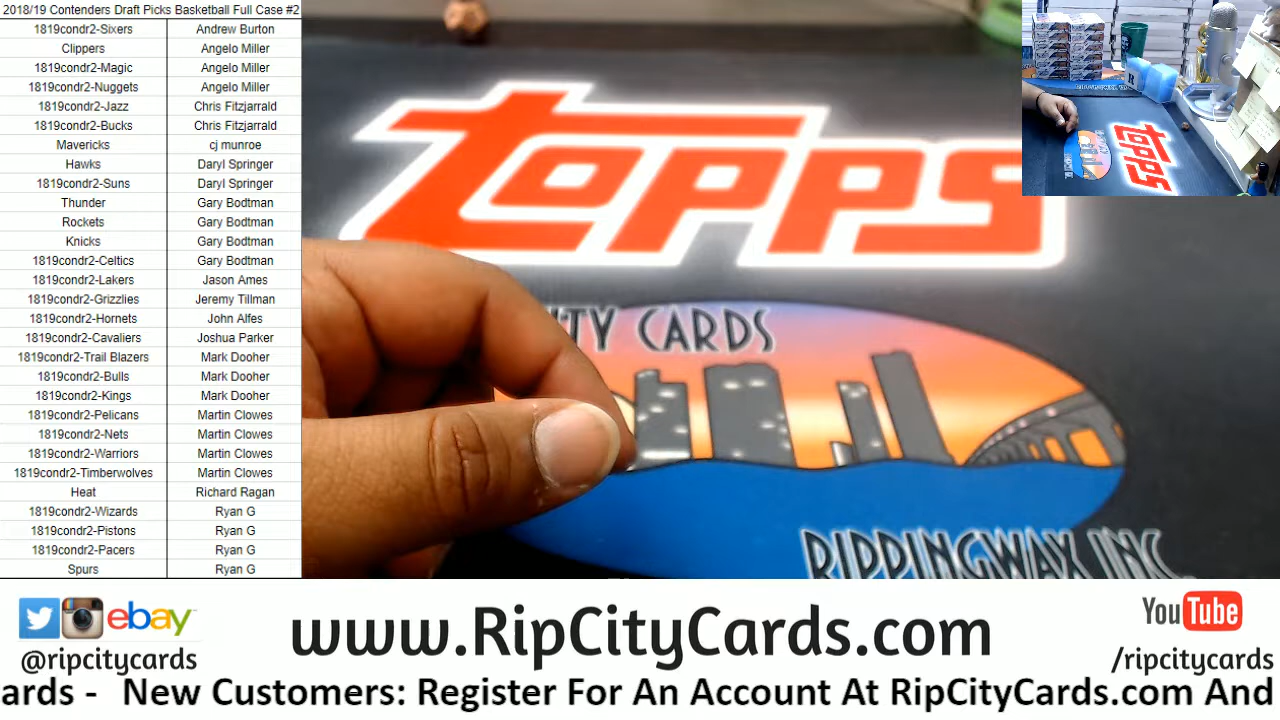 2018/19 Contenders Draft Picks Basketball Full Case #2
1819condr2-Sixers Andrew Burton
Clippers Angelo Miller
1819condr2-Magic Angelo Miller
1819condr2-Nuggets Angelo Miller
1819condr2-Jazz Chris Fitzjarrald
1819condr2-Bucks Chris Fitzjarrald
Mavericks cj munroe
Hawks Daryl Springer
1819condr2-Suns Daryl Springer
Thunder Gary Bodtman
Rockets Gary Bodtman
Knicks Gary Bodtman
1819condr2-Celtics Gary Bodtman
1819condr2-Lakers Jason Ames
1819condr2-Grizzlies Jeremy Tillman
1819condr2-Hornets John Alfes
1819condr2-Cavaliers Joshua Parker
1819condr2-Trail Blazers Mark Dooher
1819condr2-Bulls Mark Dooher
1819condr2-Kings Mark Dooher
1819condr2-Pelicans Martin Clowes
1819condr2-Nets Martin Clowes
1819condr2-Warriors Martin Clowes
1819condr2-Timberwolves Martin Clowes
Heat Richard Ragan
1819condr2-Wizards Ryan G
1819condr2-Pistons Ryan G
1819condr2-Pacers Ryan G
Spurs Ryan G
topps
ITY CARDS
RIPPINGWAX INC.
topps
ebay
@ripcitycards
www.RipCityCards.com
YouTube
/ripcitycards
ards - New Customers: Register For An Account At RipCityCards.com And